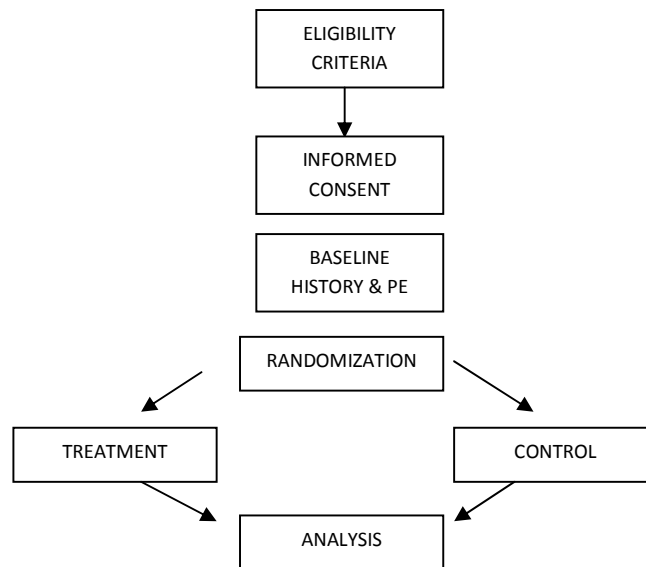 ELIGIBILITY
CRITERIA
INFORMED
CONSENT
BASELINE
HISTORY & PE
RANDOMIZATION
TREATMENT
CONTROL
ANALYSIS